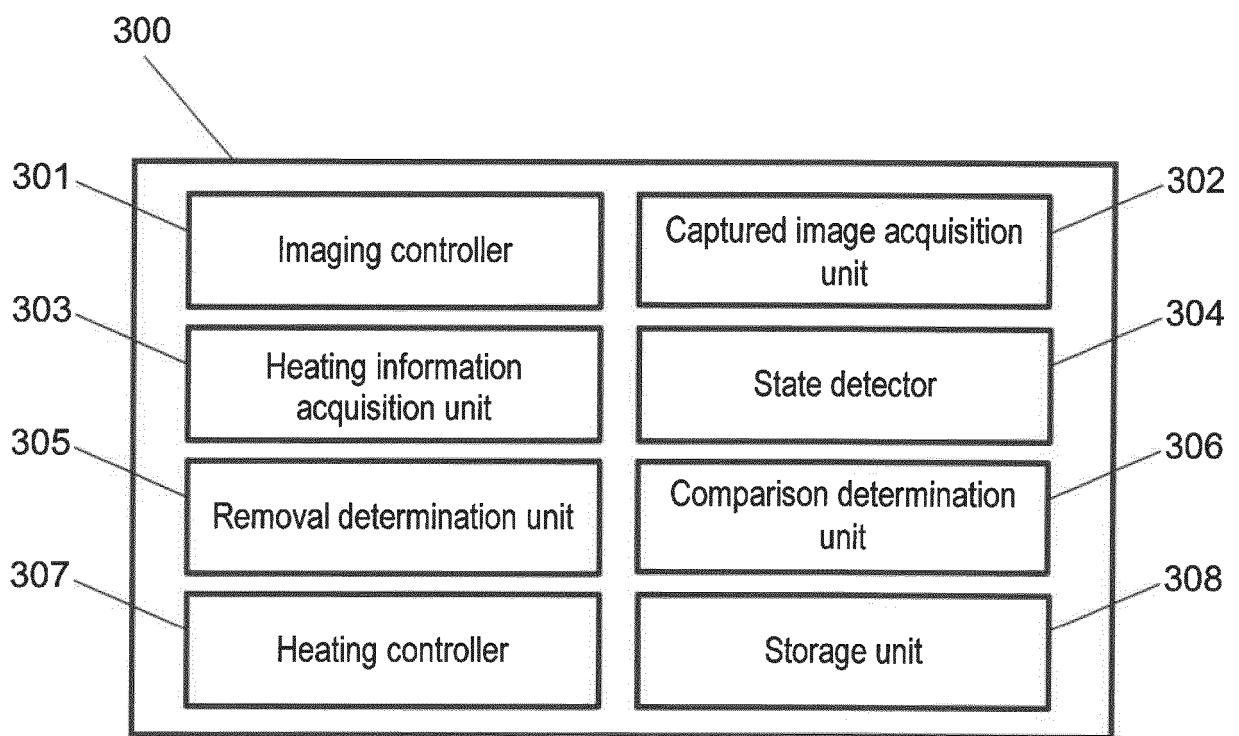 300
301
302
Imaging controller
Captured image acquisition
unit
303
304
Heating information
acquisition unit
State detector
305
306
Removal determination unit
Comparison determination
unit
307
308
Heating controller
Storage unit